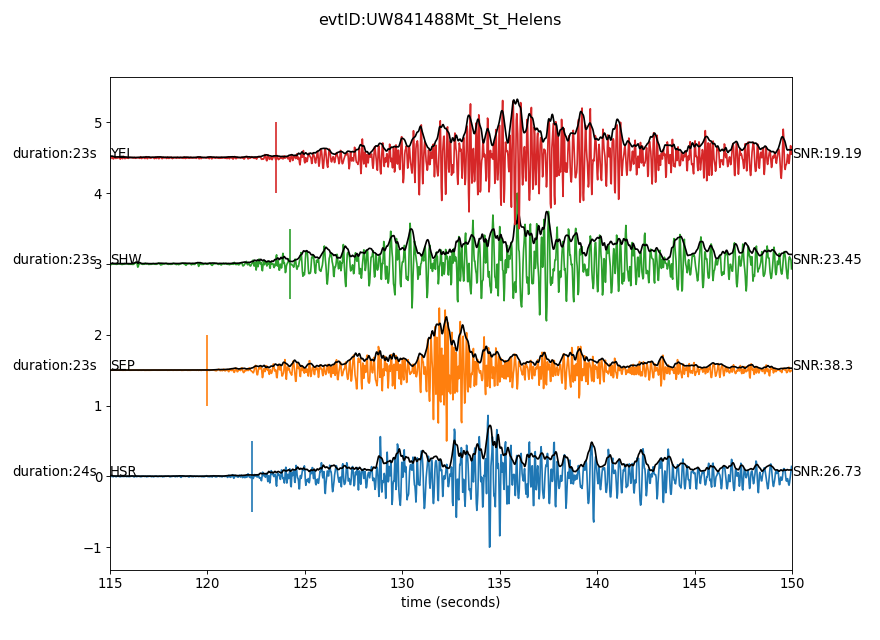 evtID:UW841488Mt_St_Helens
5
duration:23s YEL SNR:19.19
4
duration:23s 3 SHW SNR:23.45
2
duration:23s SEP SNR:38.3
1
duration:24s 0 HSR SNR:26.73
−1
115 120 125 130 135 140 145 150
time (seconds)